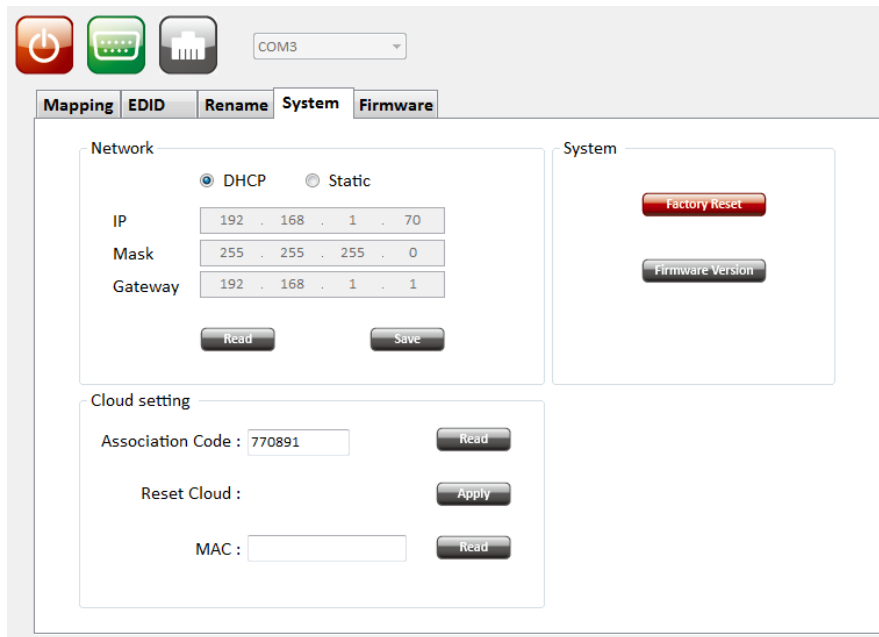 COM3
Mapping EDID Rename System Firmware
Network
DHCP Static
IP 192 . 168 . 1 . 70
Mask 255 . 255 . 255 . 0
Gateway 192 . 168 . 1 . 1
Read Save
System
Factory Reset
Firmware Version
Cloud setting
Association Code : 770891 Read
Reset Cloud : Apply
MAC : Read